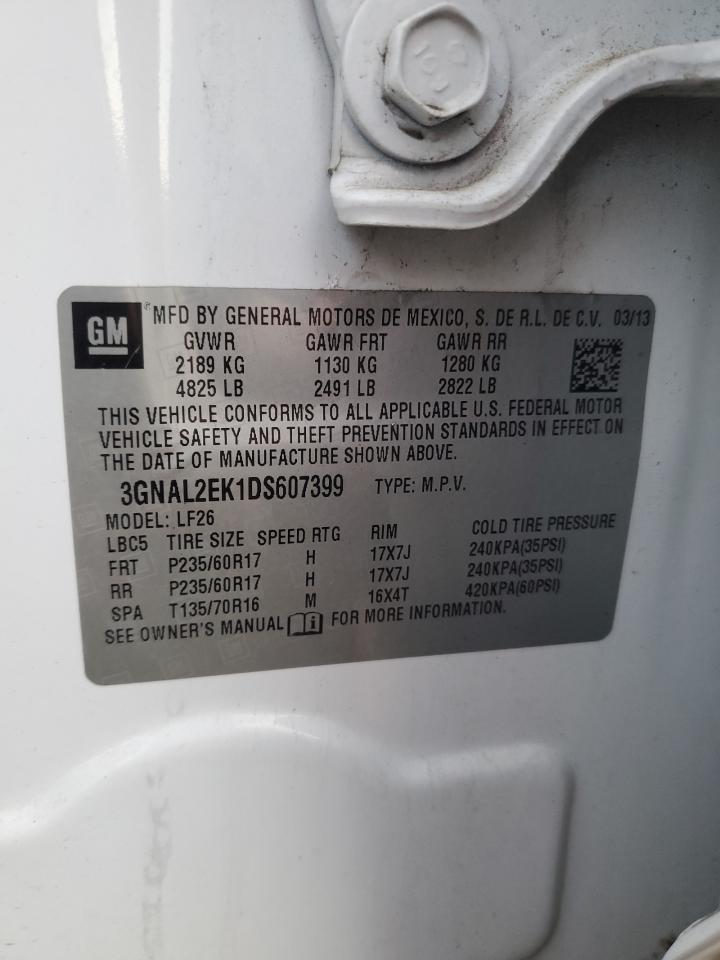 GM
® MFD BY GENERAL MOTORS DE MEXICO, S. DE R.L. DE C.V. 03/13
GVWR GAWR FRT GAWR RR
2189 KG 1130 KG 1280 KG
4825 LB 2491 LB 2822 LB
THIS VEHICLE CONFORMS TO ALL APPLICABLE U.S. FEDERAL MOTOR
VEHICLE SAFETY AND THEFT PREVENTION STANDARDS IN EFFECT ON
THE DATE OF MANUFACTURE SHOWN ABOVE.
3GNAL2EK1DS607399 TYPE: M.P.V.
MODEL: LF26
LBC5 TIRE SIZE SPEED RTG RIM COLD TIRE PRESSURE
FRT P235/60R17 H 17X7J 240KPA(35PSI)
RR P235/60R17 H 17X7J 240KPA(35PSI)
SPA T135/70R16 M 16X4T 420KPA(60PSI)
SEE OWNER'S MANUAL FOR MORE INFORMATION.